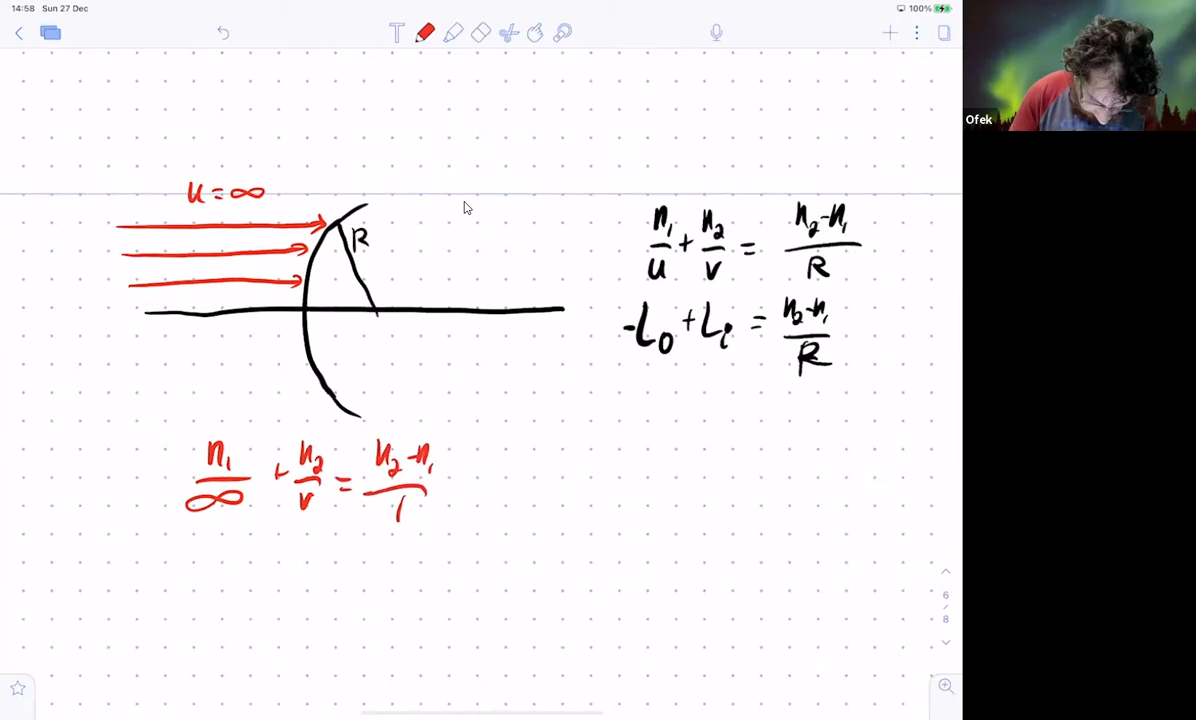 14:58 Sun 27 Dec
100%
T
Ofek
u = ∞
R
n₁/u + n₂/v = n₂-n₁/R
-L₀ + Lᵢ = n₂-n₁/R
n₁/∞ + n₂/v = n₂-n₁/
6
/
8